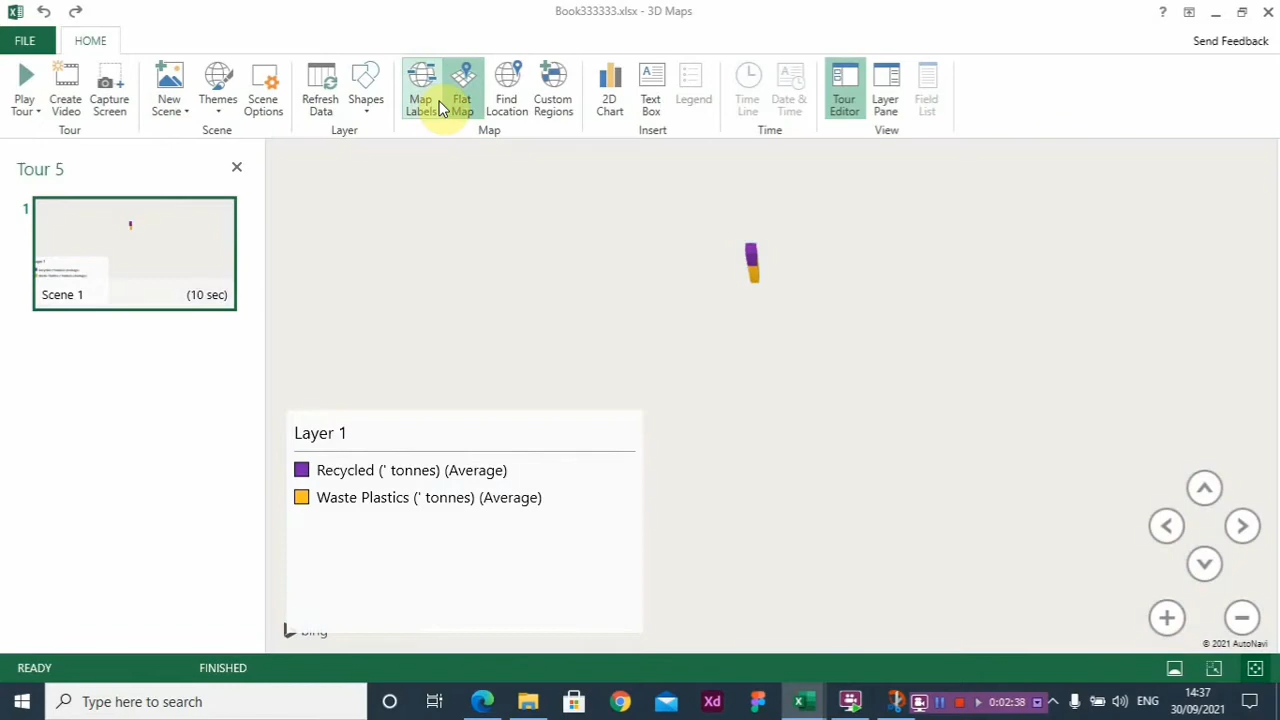 Book333333.xlsx - 3D Maps
?
FILE
HOME
Send Feedback
Play Tour
Create Video
Capture Screen
New Scene
Themes
Scene Options
Refresh Data
Shapes
Map Labels
Flat Map
Find Location
Custom Regions
2D Chart
Text Box
Legend
Time Line
Date & Time
Tour Editor
Layer Pane
Field List
Tour
Scene
Layer
Map
Insert
Time
View
Tour 5
1
Layer 1
Scene 1 (10 sec)
Layer 1
Recycled (' tonnes) (Average)
Waste Plastics (' tonnes) (Average)
bing
© 2021 AutoNavi
READY
FINISHED
Type here to search
Xd
0:02:38
ENG
14:37
30/09/2021